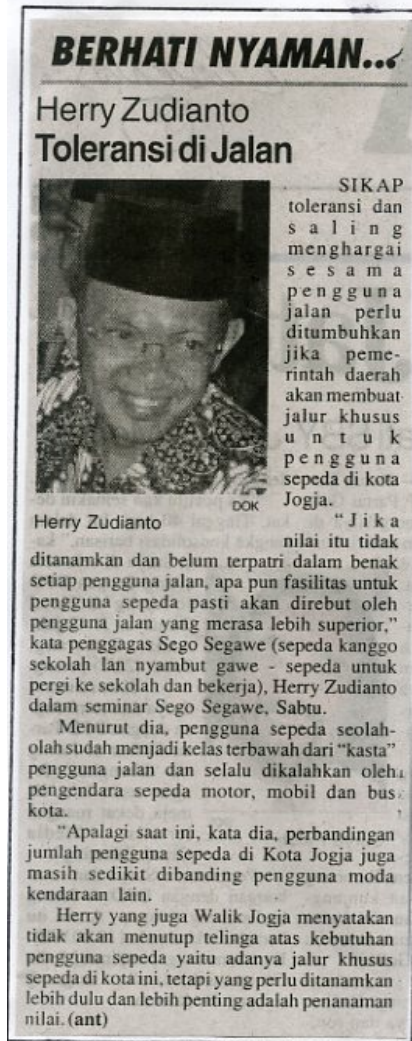 BERHATI NYAMAN...
Herry Zudianto
Toleransi di Jalan
SIKAP
toleransi dan
saling
menghargai
sesama
pengguna
jalan perlu
ditumbuhkan
jika peme-
rintah daerah
akan membuat
jalur khusus
untuk
pengguna
sepeda di kota
Jogja.
DOK
Herry Zudianto
"Jika
nilai itu tidak
ditanamkan dan belum terpatri dalam benak
setiap pengguna jalan, apa pun fasilitas untuk
pengguna sepeda pasti akan direbut oleh
pengguna jalan yang merasa lebih superior,"
kata penggagas Sego Segawe (sepeda kanggo
sekolah lan nyambut gawe - sepeda untuk
pergi ke sekolah dan bekerja), Herry Zudianto
dalam seminar Sego Segawe, Sabtu.
Menurut dia, pengguna sepeda seolah-
olah sudah menjadi kelas terbawah dari "kasta"
pengguna jalan dan selalu dikalahkan oleh
pengendara sepeda motor, mobil dan bus
kota.
"Apalagi saat ini, kata dia, perbandingan
jumlah pengguna sepeda di Kota Jogja juga
masih sedikit dibanding pengguna moda
kendaraan lain.
Herry yang juga Walik Jogja menyatakan
tidak akan menutup telinga atas kebutuhan
pengguna sepeda yaitu adanya jalur khusus
sepeda di kota ini, tetapi yang perlu ditanamkan
lebih dulu dan lebih penting adalah penanaman
nilai. (ant)